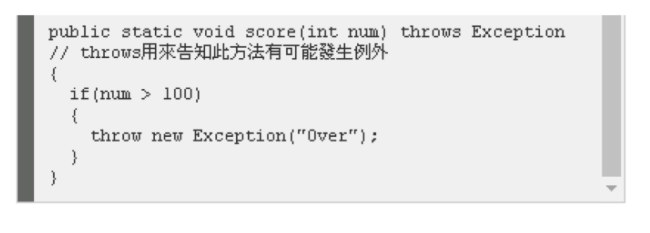 public static void score(int num) throws Exception
// throws用來告知此方法有可能發生例外
{
  if(num > 100)
  {
    throw new Exception("Over");
  }
}